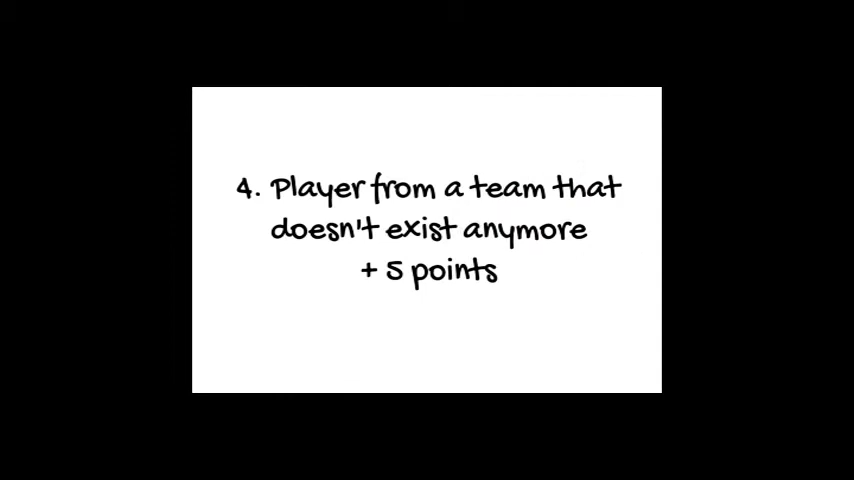 4. Player from a team that
doesn't exist anymore
+ 5 points